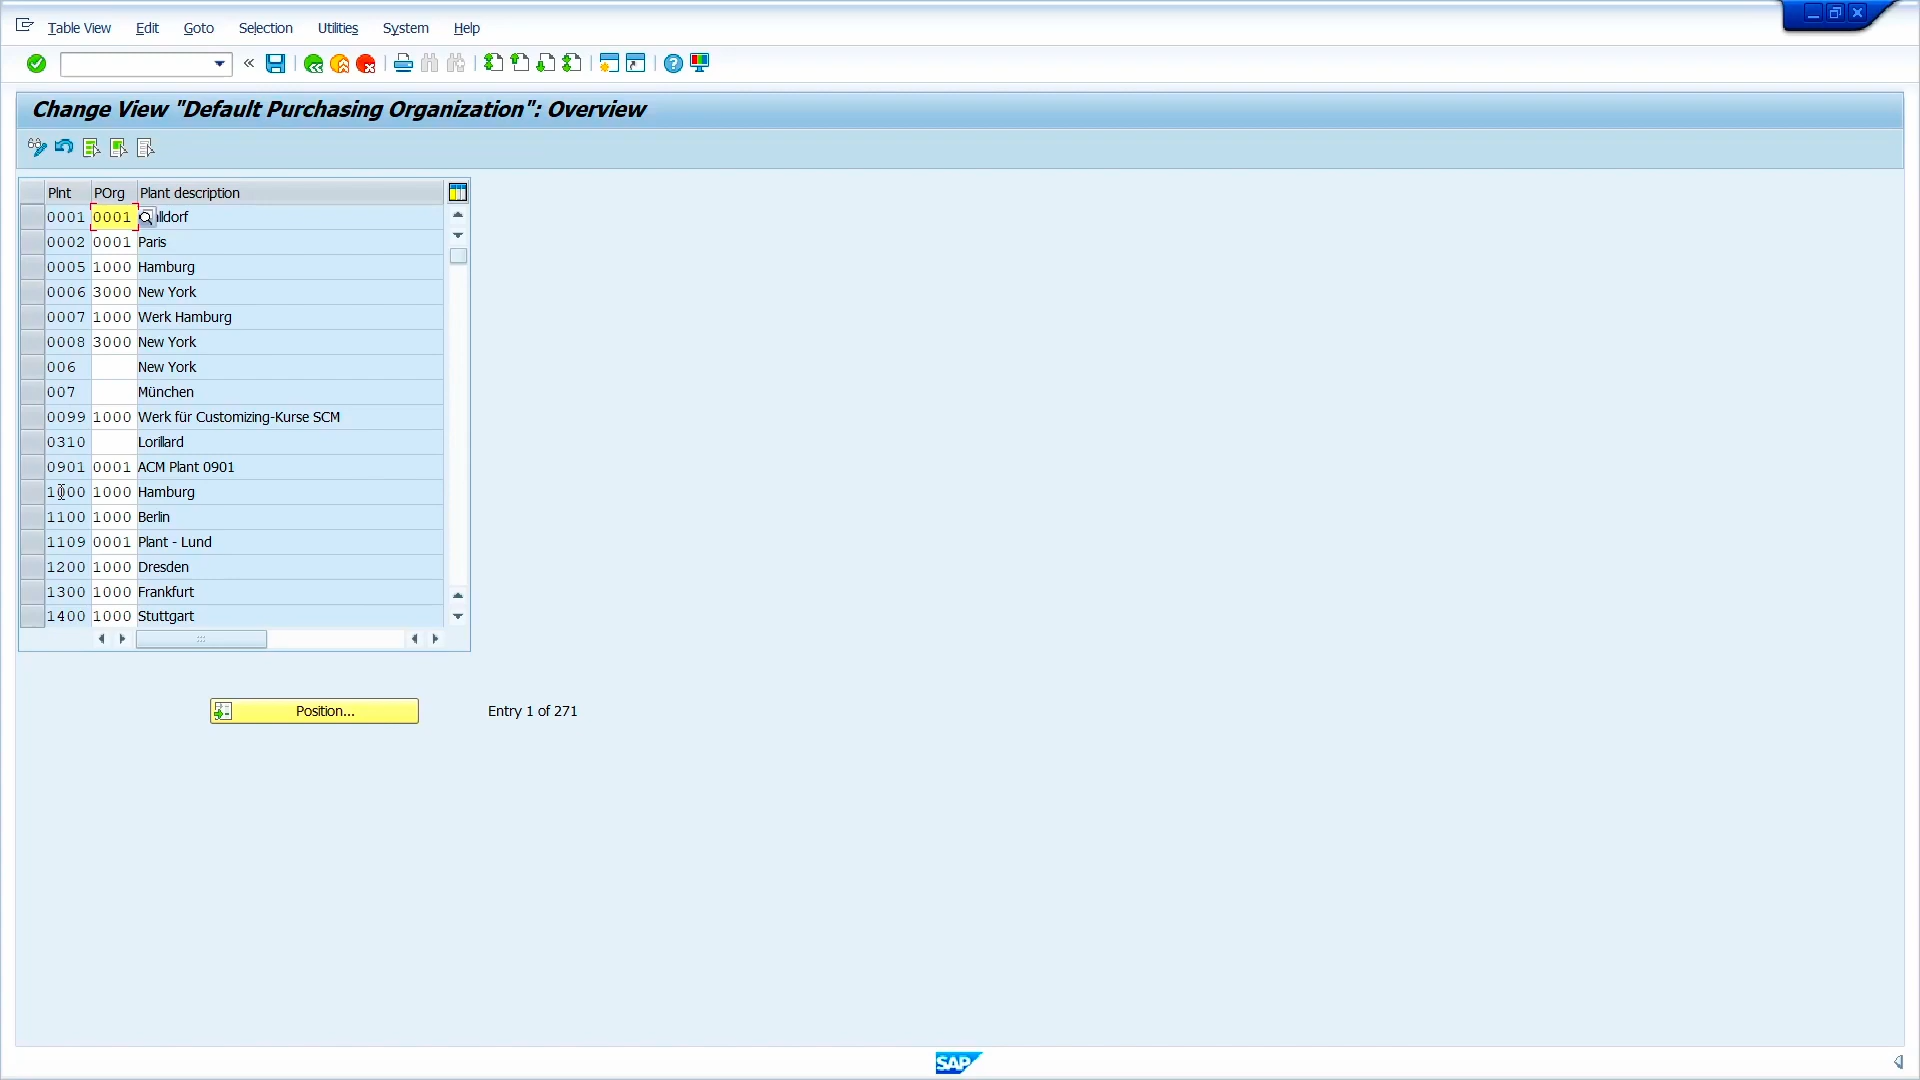 Table View Edit Goto Selection Utilities System Help
Change View "Default Purchasing Organization": Overview
Plnt POrg Plant description
0001 0001 lldorf
0002 0001 Paris
0005 1000 Hamburg
0006 3000 New York
0007 1000 Werk Hamburg
0008 3000 New York
006 New York
007 München
0099 1000 Werk für Customizing-Kurse SCM
0310 Lorillard
0901 0001 ACM Plant 0901
1000 1000 Hamburg
1100 1000 Berlin
1109 0001 Plant - Lund
1200 1000 Dresden
1300 1000 Frankfurt
1400 1000 Stuttgart
Position... Entry 1 of 271
SAP